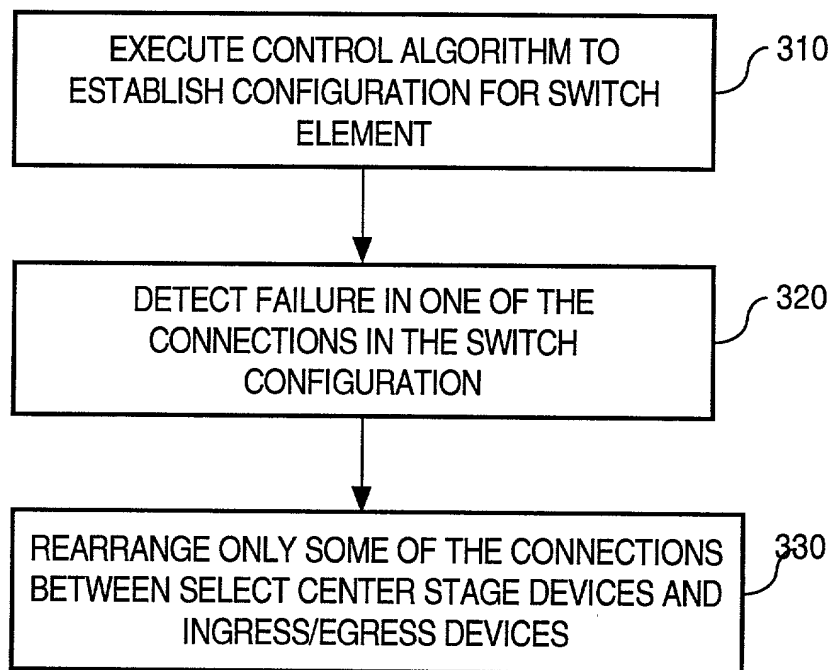 EXECUTE CONTROL ALGORITHM TO
ESTABLISH CONFIGURATION FOR SWITCH
ELEMENT
310
DETECT FAILURE IN ONE OF THE
CONNECTIONS IN THE SWITCH
CONFIGURATION
320
REARRANGE ONLY SOME OF THE CONNECTIONS
BETWEEN SELECT CENTER STAGE DEVICES AND
INGRESS/EGRESS DEVICES
330